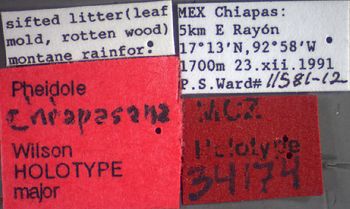 sifted litter(leaf
mold, rotten wood)
montane rainfor.
MEX Chiapas:
5km E Rayón
17°13'N,92°58'W
1700m 23.xii.1991
P.S.Ward# 11581-12
Pheidole
chiapasana
Wilson
HOLOTYPE
major
MCZ
Holotype
34174